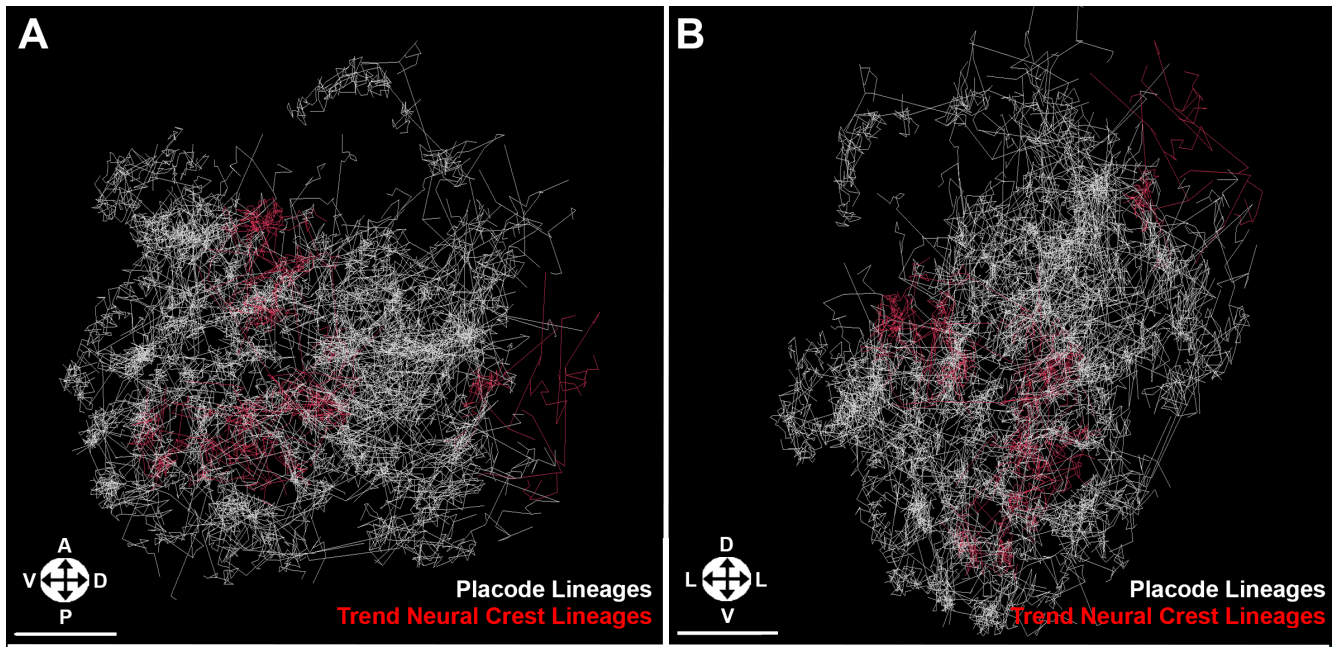 A
B
A
V D
P
Placode Lineages
Trend Neural Crest Lineages
D
L L
V
Placode Lineages
Trend Neural Crest Lineages